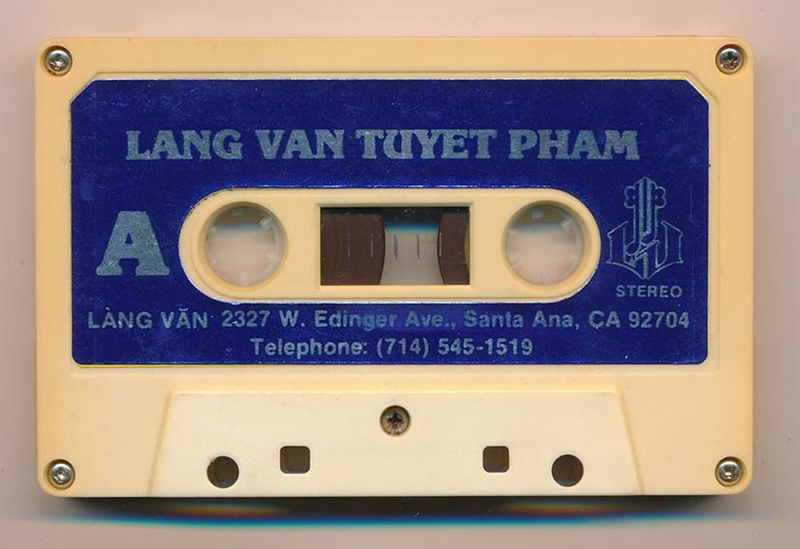 LANG VAN TUYET PHAM
A
STEREO
LÀNG VĂN 2327 W. Edinger Ave., Santa Ana, CA 92704
Telephone: (714) 545-1519